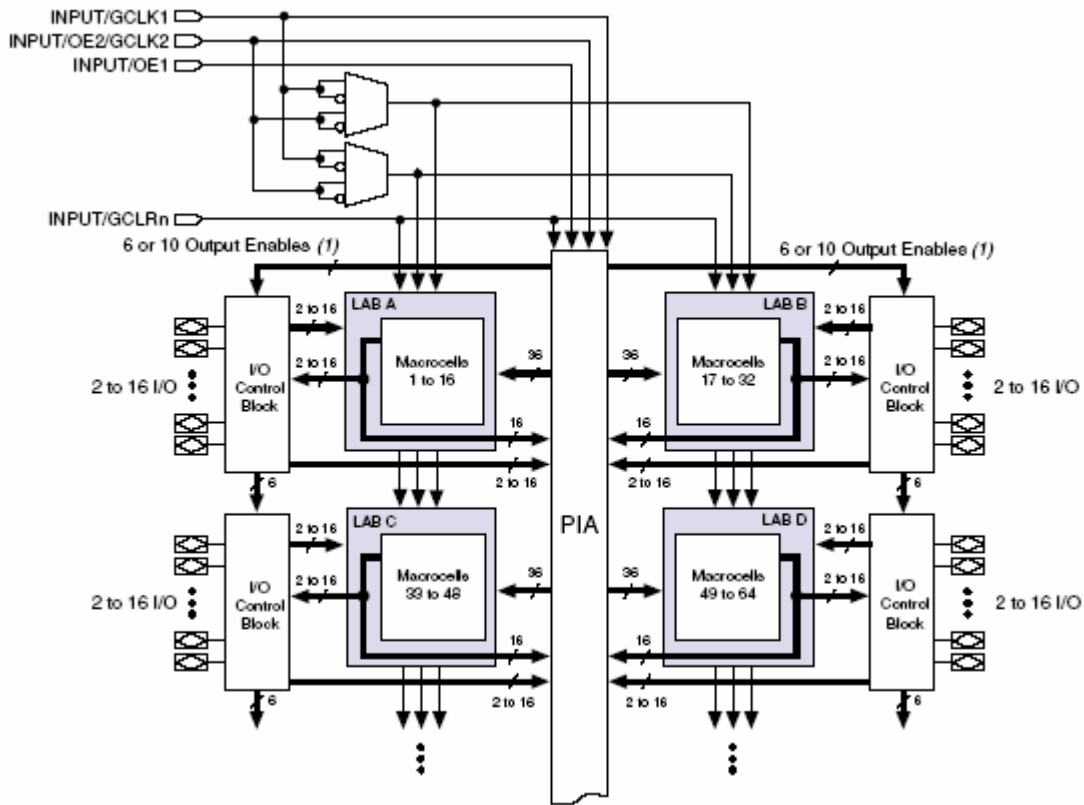 INPUT/GCLK1
INPUT/OE2/GCLK2
INPUT/OE1
INPUT/GCLRn
6 or 10 Output Enables (1)
6 or 10 Output Enables (1)
LAB A
LAB B
2 to 16
2 to 16
Macrocells
1 to 16
Macrocells
17 to 32
36
36
2 to 16
2 to 16
I/O
Control
Block
I/O
Control
Block
2 to 16 I/O
2 to 16 I/O
16
16
2 to 16
2 to 16
6
6
PIA
LAB C
LAB D
2 to 16
2 to 16
Macrocells
33 to 48
Macrocells
49 to 64
36
36
2 to 16
2 to 16
I/O
Control
Block
I/O
Control
Block
2 to 16 I/O
2 to 16 I/O
16
16
2 to 16
2 to 16
6
6